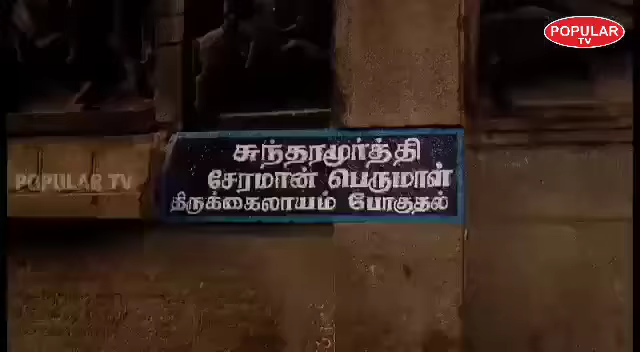 POPULAR
TV
சுந்தரமூர்த்தி
சேரமான் பெருமாள்
திருக்கைலாயம் போகுதல்
POPULAR TV